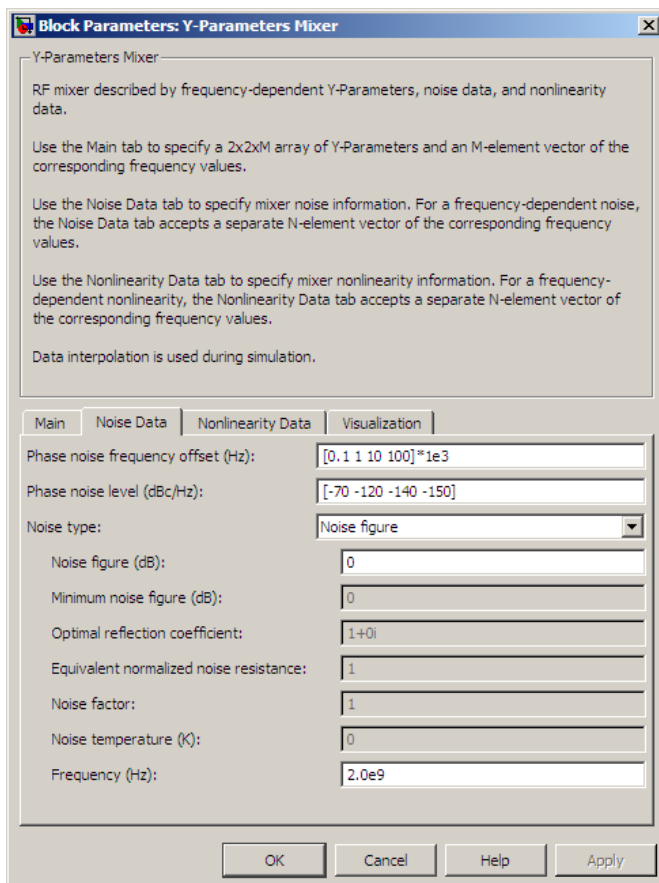 Block Parameters: Y-Parameters Mixer
Y-Parameters Mixer
RF mixer described by frequency-dependent Y-Parameters, noise data, and nonlinearity
data.
Use the Main tab to specify a 2x2xM array of Y-Parameters and an M-element vector of the
corresponding frequency values.
Use the Noise Data tab to specify mixer noise information. For a frequency-dependent noise,
the Noise Data tab accepts a separate N-element vector of the corresponding frequency
values.
Use the Nonlinearity Data tab to specify mixer nonlinearity information. For a frequency-
dependent nonlinearity, the Nonlinearity Data tab accepts a separate N-element vector of
the corresponding frequency values.
Data interpolation is used during simulation.
Main Noise Data Nonlinearity Data Visualization
Phase noise frequency offset (Hz): [0.1 1 10 100]*1e3
Phase noise level (dBc/Hz): [-70 -120 -140 -150]
Noise type: Noise figure
Noise figure (dB): 0
Minimum noise figure (dB): 0
Optimal reflection coefficient: 1+0i
Equivalent normalized noise resistance: 1
Noise factor: 1
Noise temperature (K): 0
Frequency (Hz): 2.0e9
OK Cancel Help Apply